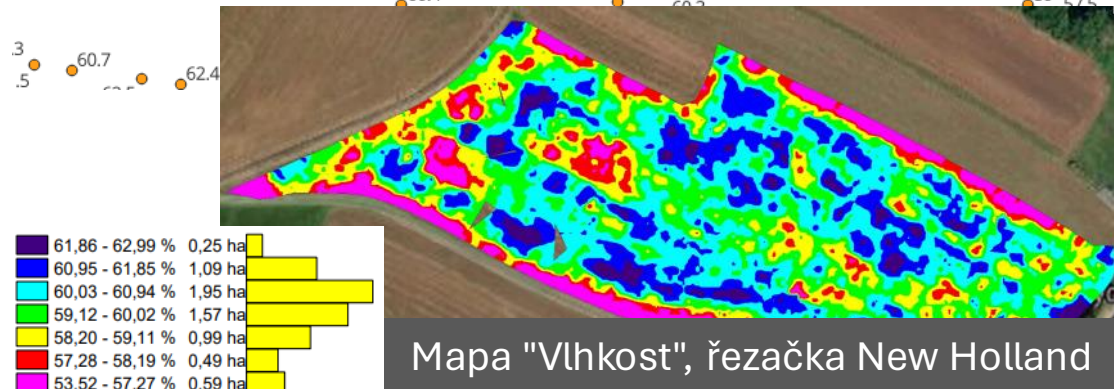 .3
.5
60.7
62.4
61,86 - 62,99 % 0,25 ha
60,95 - 61,85 % 1,09 ha
60,03 - 60,94 % 1,95 ha
59,12 - 60,02 % 1,57 ha
58,20 - 59,11 % 0,99 ha
57,28 - 58,19 % 0,49 ha
53,52 - 57,27 % 0,59 ha
Mapa "Vlhkost", řezačka New Holland